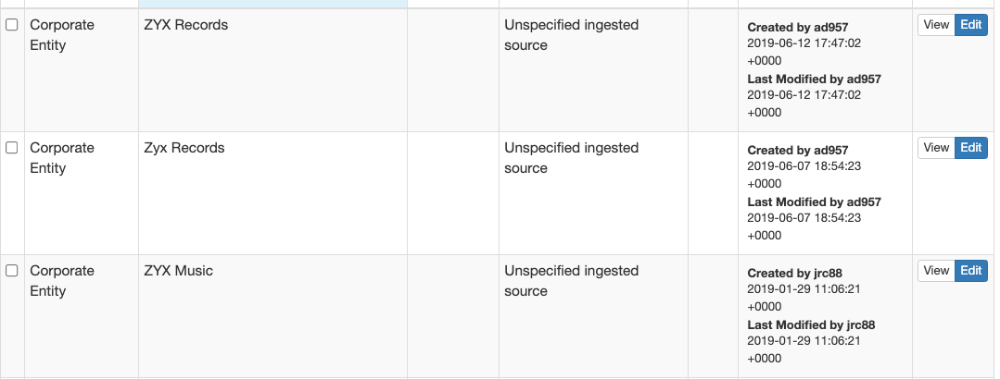 Corporate
Entity
ZYX Records
Unspecified ingested
source
Created by ad957
2019-06-12 17:47:02
+0000
Last Modified by ad957
2019-06-12 17:47:02
+0000
View Edit
Corporate
Entity
Zyx Records
Unspecified ingested
source
Created by ad957
2019-06-07 18:54:23
+0000
Last Modified by ad957
2019-06-07 18:54:23
+0000
View Edit
Corporate
Entity
ZYX Music
Unspecified ingested
source
Created by jrc88
2019-01-29 11:06:21
+0000
Last Modified by jrc88
2019-01-29 11:06:21
+0000
View Edit